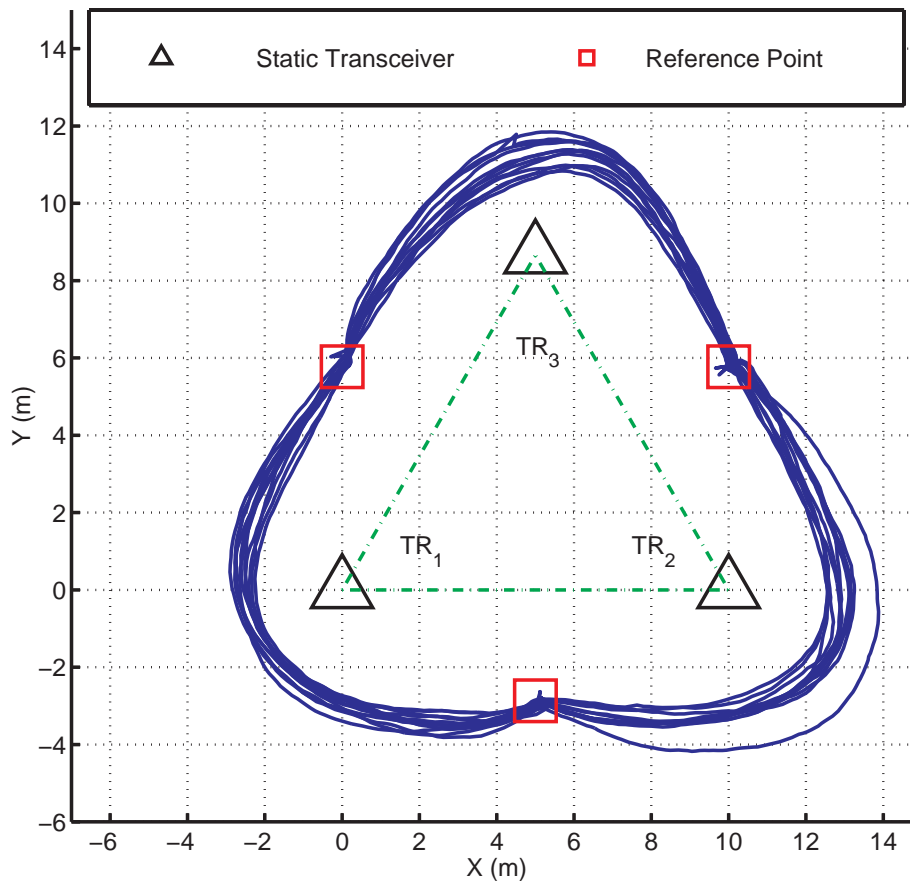 Static Transceiver
Reference Point
14
12
10
8
6
4
2
0
−2
−4
−6
Y (m)
TR3
TR1
TR2
−6 −4 −2 0 2 4 6 8 10 12 14
X (m)